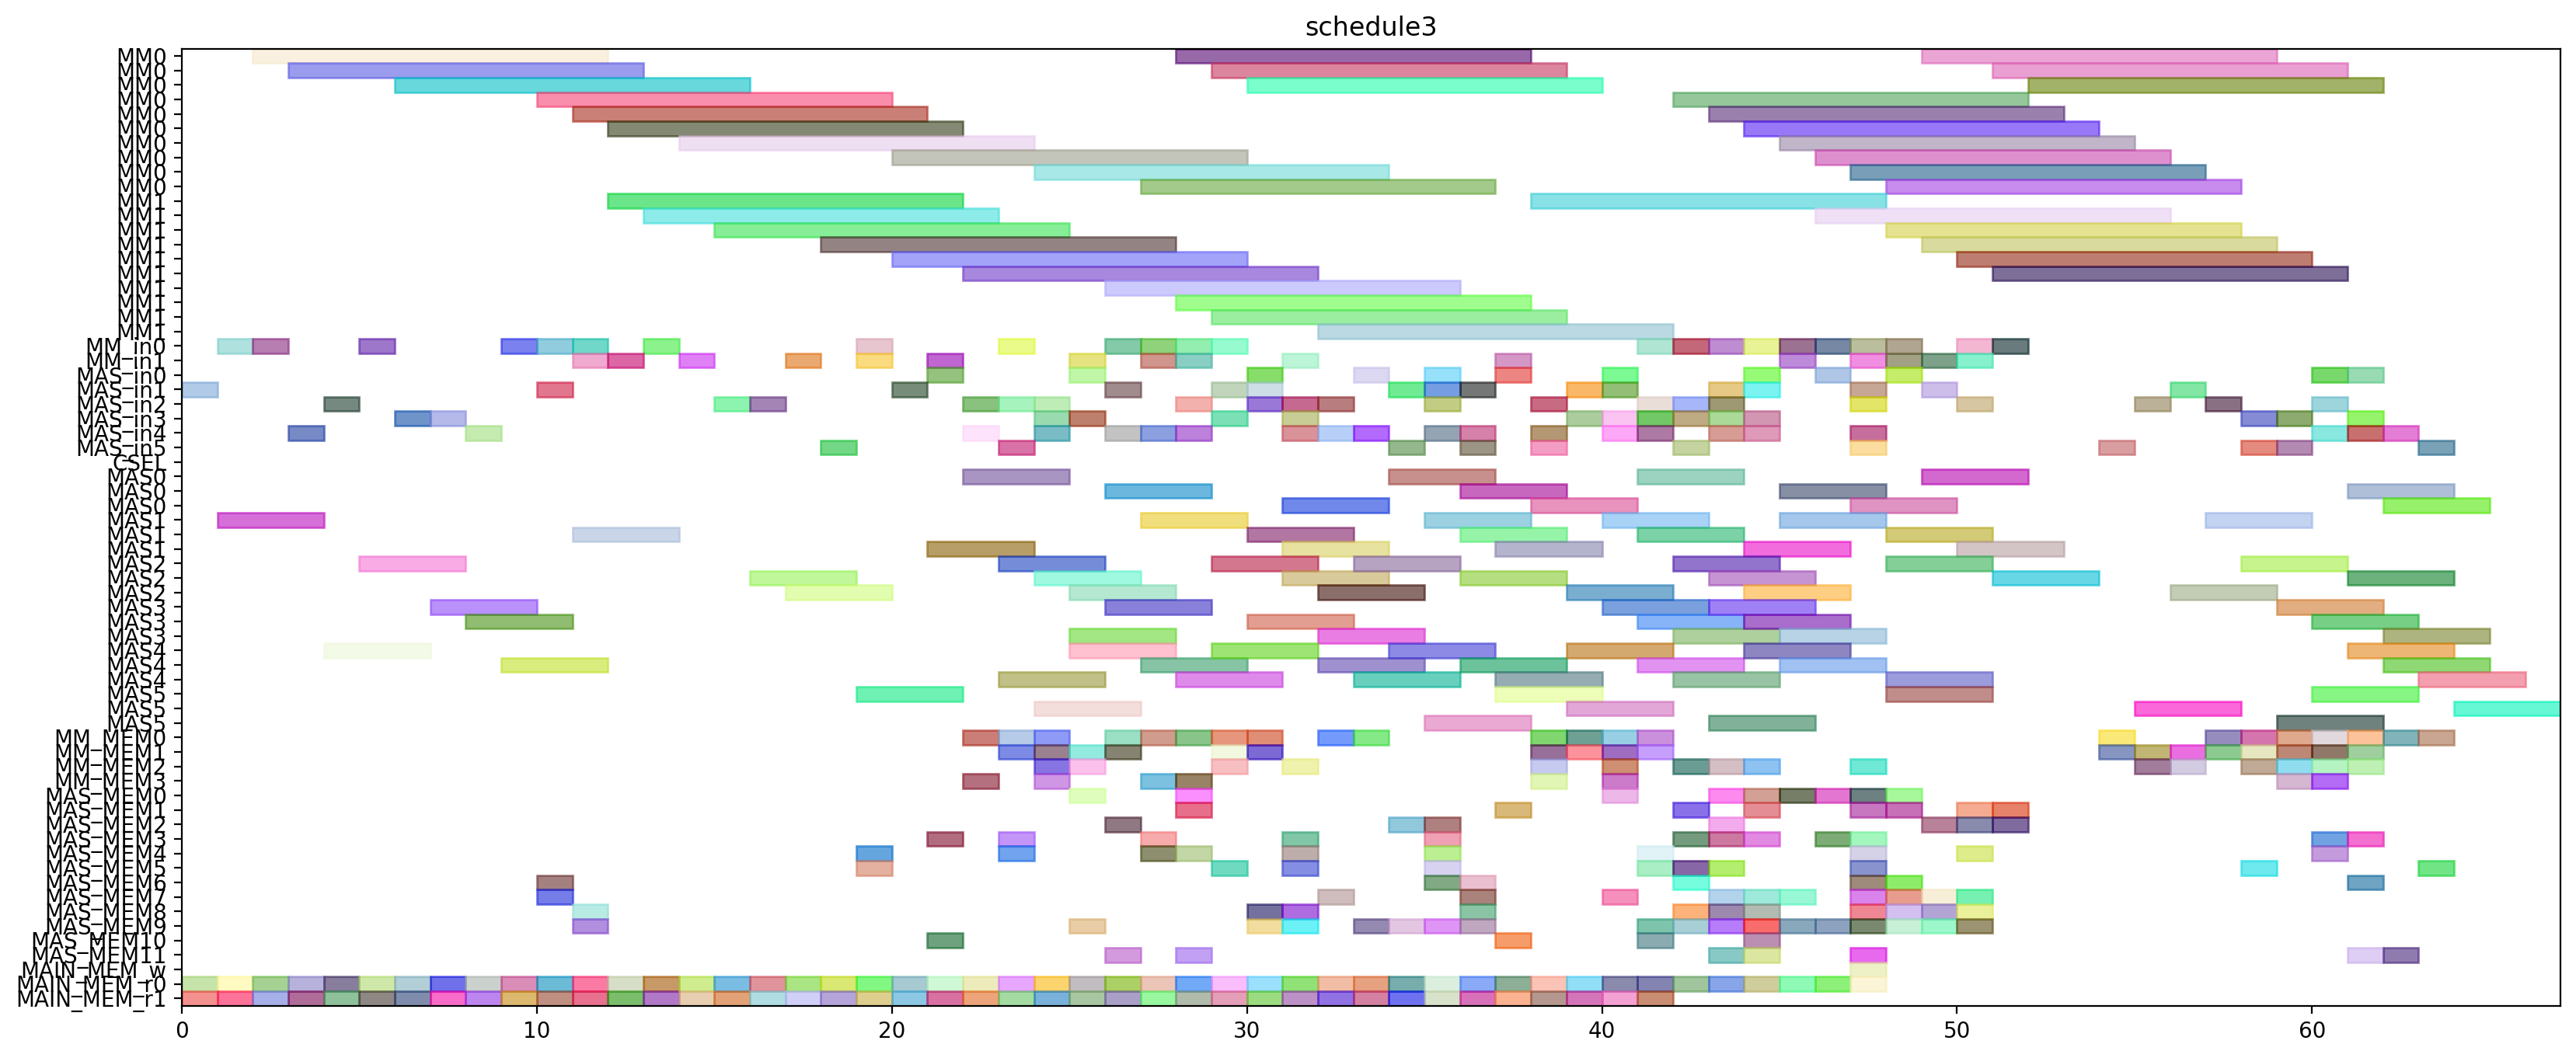 schedule3
MM0
MM0
MM0
MM0
MM0
MM0
MM0
MM0
MM0
MM0
MM1
MM1
MM1
MM1
MM1
MM1
MM1
MM1
MM1
MM1
MM_in0
MM_in1
MAS_in0
MAS_in1
MAS_in2
MAS_in3
MAS_in4
MAS_in5
CSEL
MAS0
MAS0
MAS0
MAS1
MAS1
MAS1
MAS2
MAS2
MAS2
MAS3
MAS3
MAS3
MAS4
MAS4
MAS4
MAS5
MAS5
MAS5
MM_MEM0
MM_MEM1
MM_MEM2
MM_MEM3
MAS_MEM0
MAS_MEM1
MAS_MEM2
MAS_MEM3
MAS_MEM4
MAS_MEM5
MAS_MEM6
MAS_MEM7
MAS_MEM8
MAS_MEM9
MAS_MEM10
MAS_MEM11
MAIN_MEM_w
MAIN_MEM_r0
MAIN_MEM_r1
0 10 20 30 40 50 60